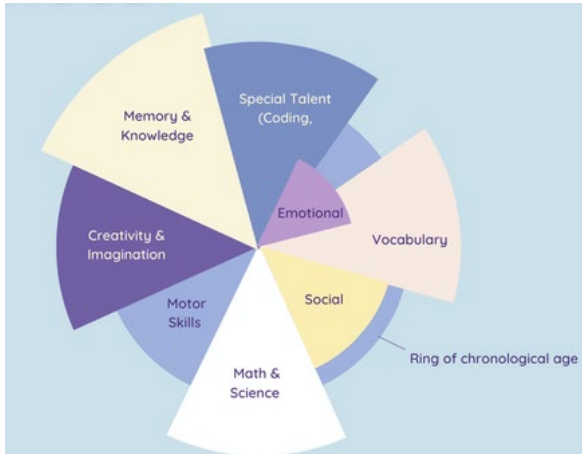 Special Talent
(Coding,
Memory &
Knowledge
Emotional
Vocabulary
Creativity &
Imagination
Social
Motor
Skills
Ring of chronological age
Math &
Science